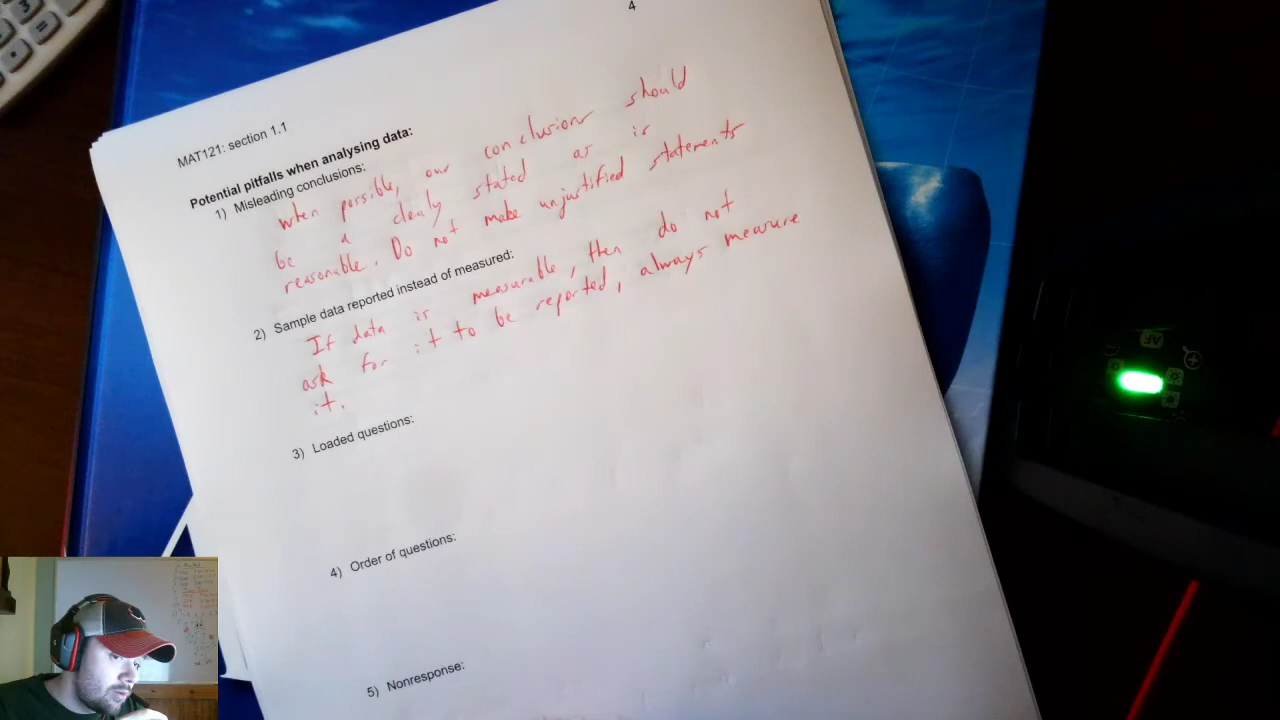 4
MAT121: section 1.1
Potential pitfalls when analysing data:
1) Misleading conclusions:
When possible, our conclusions should
be a clearly stated as is
reasonable. Do not make unjustified statements
2) Sample data reported instead of measured:
If data is measurable, then do not
ask for it to be reported, always measure
it.
3) Loaded questions:
4) Order of questions:
5) Nonresponse: